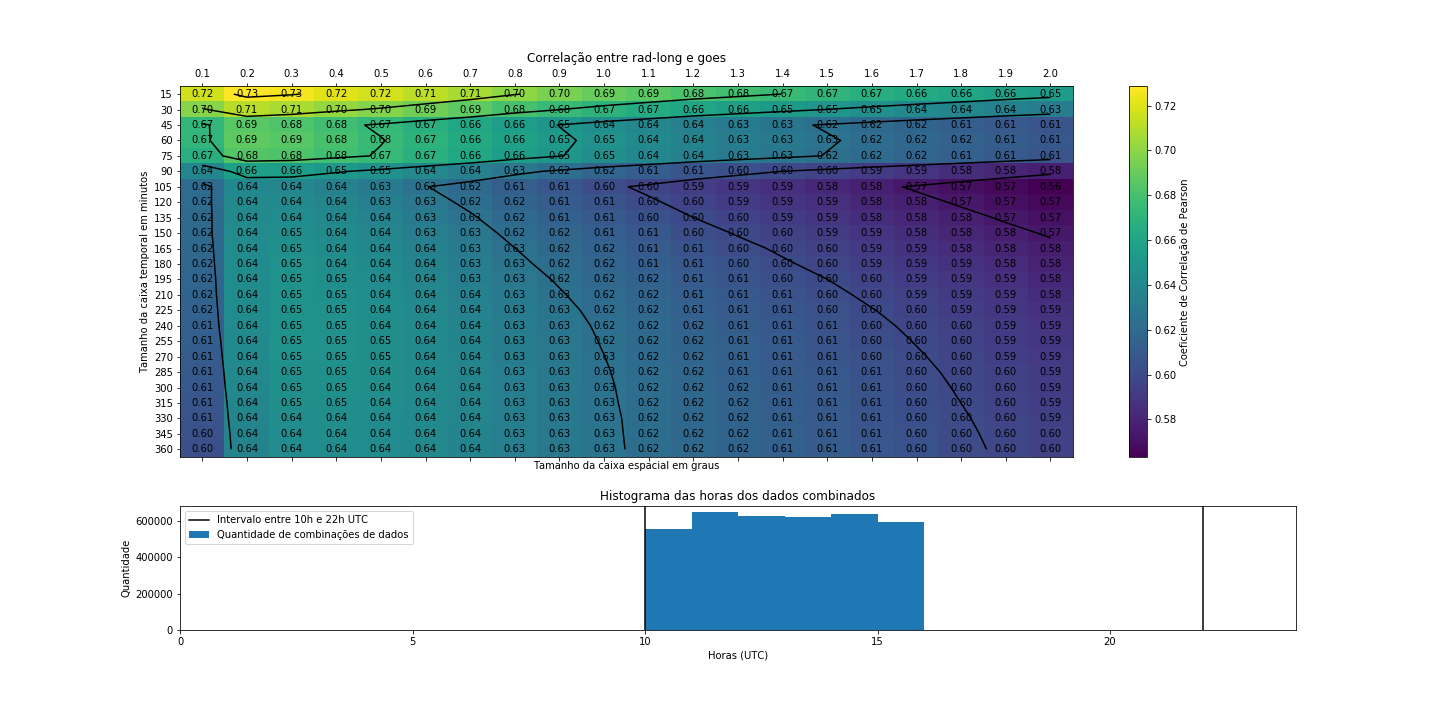 Correlação entre rad-long e goes
0.1 0.2 0.3 0.4 0.5 0.6 0.7 0.8 0.9 1.0 1.1 1.2 1.3 1.4 1.5 1.6 1.7 1.8 1.9 2.0
15 0.72 0.73 0.73 0.72 0.72 0.71 0.71 0.70 0.70 0.69 0.69 0.68 0.68 0.67 0.67 0.67 0.66 0.66 0.66 0.65
30 0.70 0.71 0.71 0.70 0.70 0.69 0.69 0.68 0.68 0.67 0.67 0.66 0.66 0.65 0.65 0.65 0.64 0.64 0.64 0.63
45 0.67 0.69 0.68 0.68 0.67 0.67 0.66 0.66 0.65 0.64 0.64 0.64 0.63 0.63 0.62 0.62 0.62 0.61 0.61 0.61
60 0.67 0.69 0.69 0.68 0.68 0.67 0.66 0.66 0.65 0.65 0.64 0.64 0.63 0.63 0.63 0.62 0.62 0.62 0.61 0.61
75 0.67 0.68 0.68 0.68 0.67 0.67 0.66 0.66 0.65 0.65 0.64 0.64 0.63 0.63 0.62 0.62 0.62 0.61 0.61 0.61
90 0.64 0.66 0.66 0.65 0.65 0.64 0.64 0.63 0.62 0.62 0.61 0.61 0.60 0.60 0.60 0.59 0.59 0.58 0.58 0.58
105 0.62 0.64 0.64 0.64 0.63 0.63 0.62 0.61 0.61 0.60 0.60 0.59 0.59 0.59 0.58 0.58 0.57 0.57 0.57 0.56
120 0.62 0.64 0.64 0.64 0.63 0.63 0.62 0.62 0.61 0.61 0.60 0.60 0.59 0.59 0.59 0.58 0.58 0.57 0.57 0.57
135 0.62 0.64 0.64 0.64 0.64 0.63 0.63 0.62 0.61 0.61 0.60 0.60 0.60 0.59 0.59 0.58 0.58 0.58 0.57 0.57
150 0.62 0.64 0.65 0.64 0.64 0.63 0.63 0.62 0.62 0.61 0.61 0.60 0.60 0.60 0.59 0.59 0.58 0.58 0.58 0.57
165 0.62 0.64 0.65 0.64 0.64 0.64 0.63 0.63 0.62 0.62 0.61 0.61 0.60 0.60 0.60 0.59 0.59 0.58 0.58 0.58
180 0.62 0.64 0.65 0.65 0.64 0.64 0.63 0.63 0.62 0.62 0.61 0.61 0.60 0.60 0.60 0.59 0.59 0.59 0.58 0.58
195 0.62 0.64 0.65 0.65 0.64 0.64 0.63 0.63 0.62 0.62 0.62 0.61 0.61 0.60 0.60 0.60 0.59 0.59 0.59 0.58
210 0.62 0.64 0.65 0.65 0.64 0.64 0.64 0.63 0.63 0.62 0.62 0.61 0.61 0.61 0.60 0.60 0.59 0.59 0.59 0.58
225 0.62 0.64 0.65 0.65 0.64 0.64 0.64 0.63 0.63 0.62 0.62 0.61 0.61 0.61 0.60 0.60 0.60 0.59 0.59 0.59
240 0.61 0.64 0.65 0.65 0.64 0.64 0.64 0.63 0.63 0.62 0.62 0.62 0.61 0.61 0.61 0.60 0.60 0.60 0.59 0.59
255 0.61 0.64 0.65 0.65 0.64 0.64 0.64 0.63 0.63 0.63 0.62 0.62 0.61 0.61 0.61 0.60 0.60 0.60 0.59 0.59
270 0.61 0.64 0.65 0.65 0.64 0.64 0.64 0.63 0.63 0.63 0.62 0.62 0.61 0.61 0.61 0.60 0.60 0.60 0.59 0.59
285 0.61 0.64 0.65 0.65 0.64 0.64 0.64 0.63 0.63 0.63 0.62 0.62 0.62 0.61 0.61 0.61 0.60 0.60 0.60 0.59
300 0.61 0.64 0.65 0.65 0.64 0.64 0.64 0.63 0.63 0.63 0.62 0.62 0.62 0.61 0.61 0.61 0.60 0.60 0.60 0.59
315 0.61 0.64 0.65 0.65 0.64 0.64 0.64 0.63 0.63 0.63 0.62 0.62 0.62 0.61 0.61 0.61 0.60 0.60 0.60 0.59
330 0.61 0.64 0.64 0.64 0.64 0.64 0.64 0.63 0.63 0.63 0.62 0.62 0.62 0.61 0.61 0.61 0.60 0.60 0.60 0.59
345 0.60 0.64 0.64 0.64 0.64 0.64 0.64 0.63 0.63 0.63 0.62 0.62 0.62 0.61 0.61 0.61 0.60 0.60 0.60 0.60
360 0.60 0.64 0.64 0.64 0.64 0.64 0.64 0.63 0.63 0.63 0.62 0.62 0.62 0.61 0.61 0.61 0.60 0.60 0.60 0.60
Tamanho da caixa temporal em minutos
Tamanho da caixa espacial em graus
0.72
0.70
0.68
0.66
0.64
0.62
0.60
0.58
Coeficiente de Correlação de Pearson
Histograma das horas dos dados combinados
Intervalo entre 10h e 22h UTC
Quantidade de combinações de dados
600000
400000
200000
0
Quantidade
0 5 10 15 20
Horas (UTC)